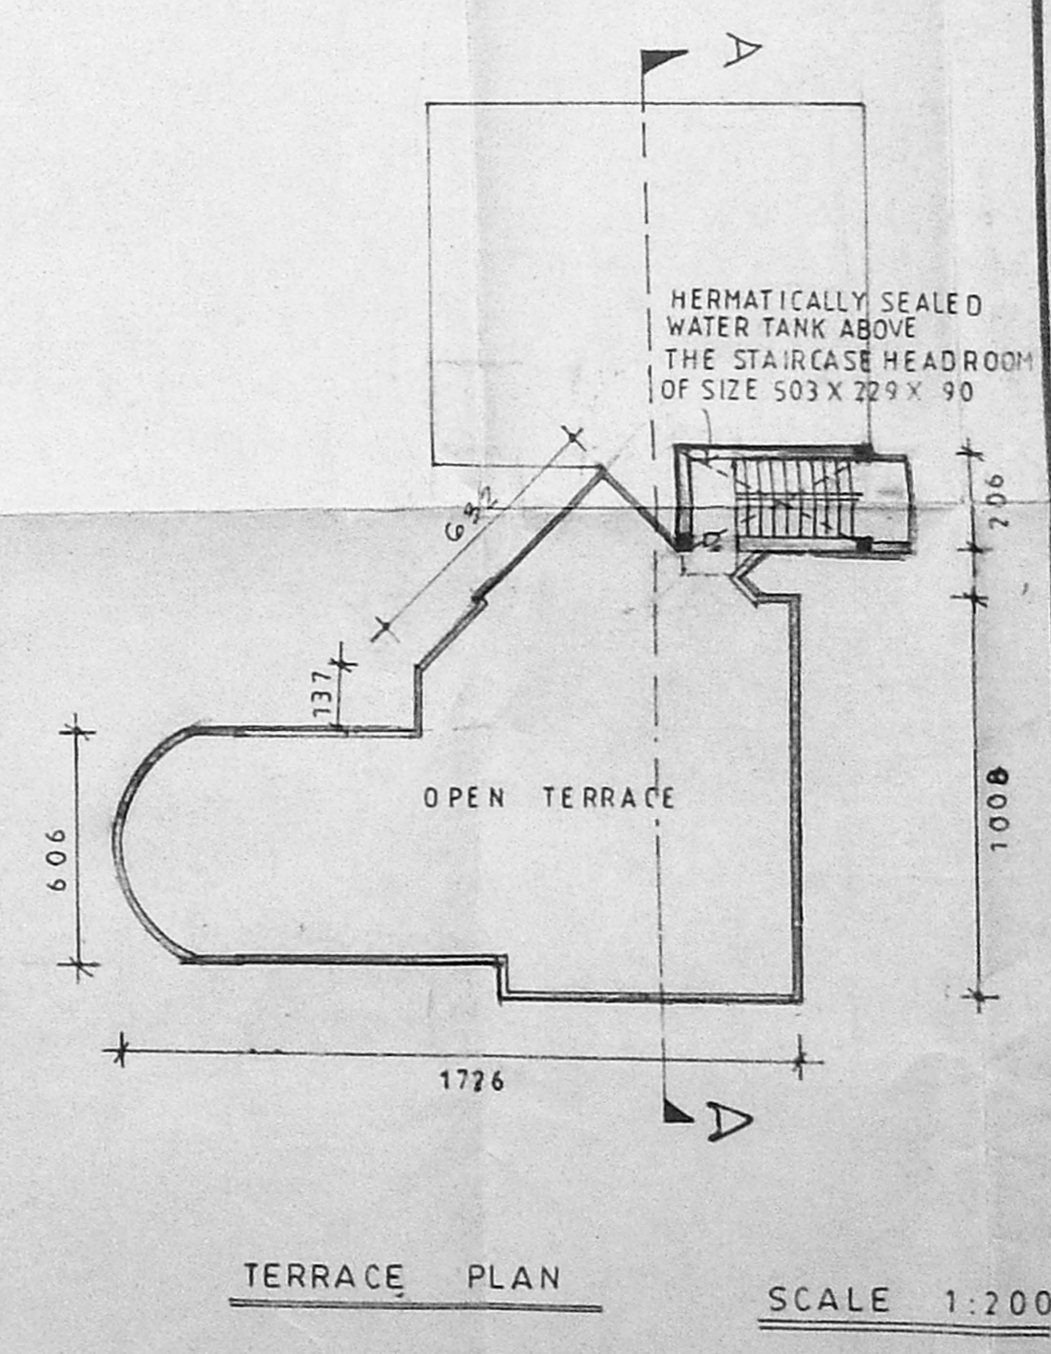 A
HERMATICALLY SEALED
WATER TANK ABOVE
THE STAIRCASE HEADROOM
OF SIZE 503 X 229 X 90
206
137
OPEN TERRACE
606
1008
A
TERRACE PLAN
SCALE 1:200